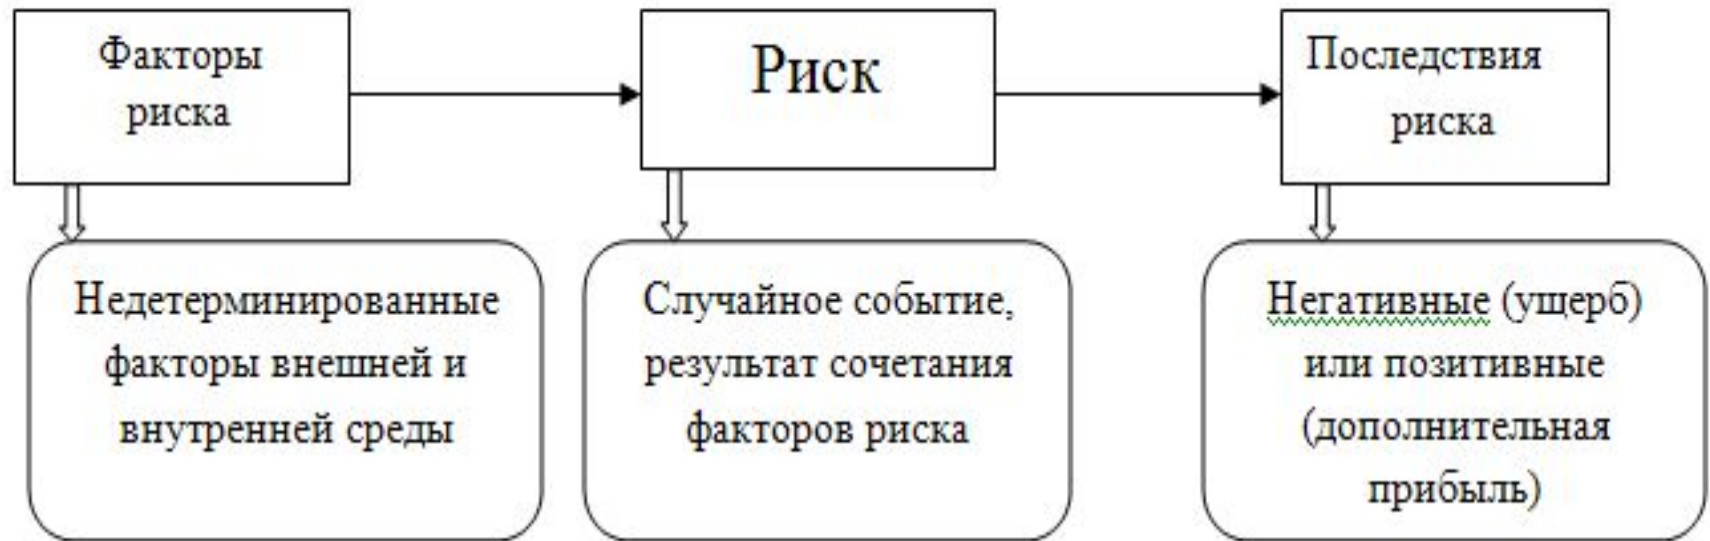 Факторы
риска
Риск
Последствия
риска
Недетерминированные
факторы внешней и
внутренней среды
Случайное событие,
результат сочетания
факторов риска
Негативные (ущерб)
или позитивные
(дополнительная
прибыль)